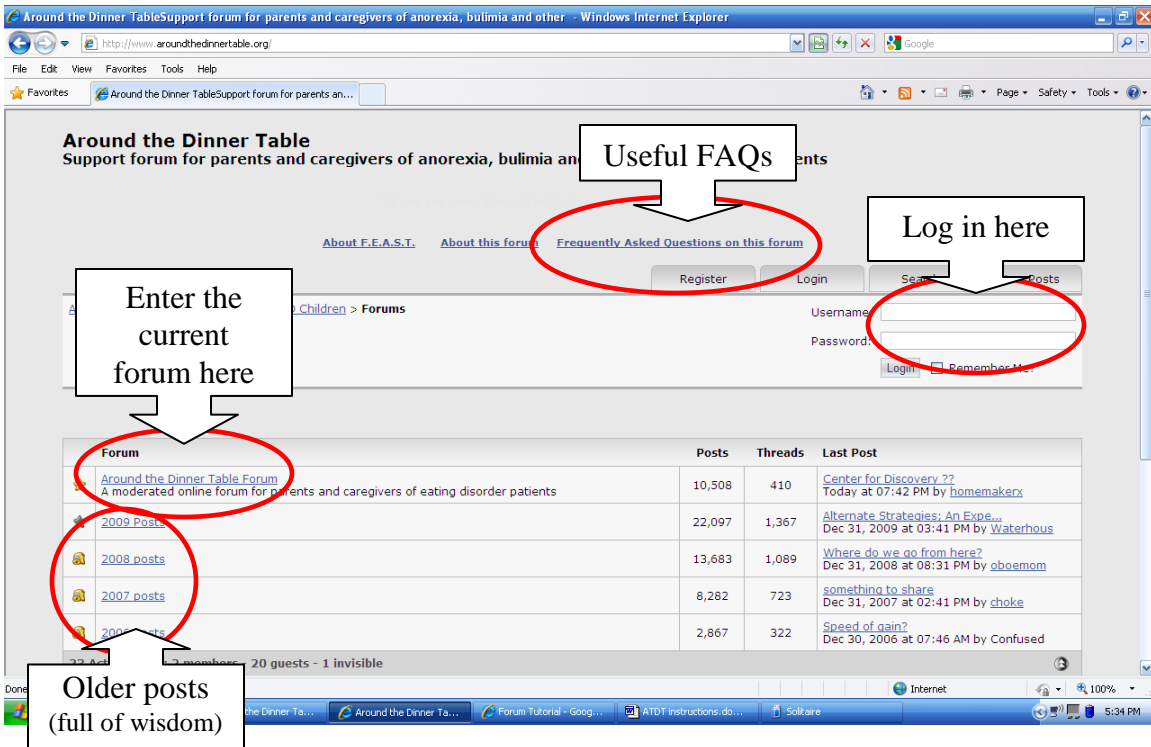 Around the Dinner TableSupport forum for parents and caregivers of anorexia, bulimia and other - Windows Internet Explorer
http://www.aroundthedinnertable.org/
Google
File Edit View Favorites Tools Help
Favorites
Around the Dinner TableSupport forum for parents an...
Page Safety Tools
Around the Dinner Table
Support forum for parents and caregivers of anorexia, bulimia an
Useful FAQs
Log in here
About F.E.A.S.T. About this forum Frequently Asked Questions on this forum
Register Login Posts
Enter the
current
forum here
Children > Forums
Username
Password:
Login Remember Me?
Forum Posts Threads Last Post
Around the Dinner Table Forum
A moderated online forum for parents and caregivers of eating disorder patients
10,508 410
Center for Discovery ??
Today at 07:42 PM by homemakerx
2009 Posts 22,097 1,367
Alternate Strategies; An Expe...
Dec 31, 2009 at 03:41 PM by Waterhous
2008 posts 13,683 1,089
Where do we go from here?
Dec 31, 2008 at 08:31 PM by oboemom
2007 posts 8,282 723
something to share
Dec 31, 2007 at 02:41 PM by choke
2006 posts 2,867 322
Speed of gain?
Dec 30, 2006 at 07:46 AM by Confused
2 members - 20 guests - 1 invisible
Older posts
(full of wisdom)
Done Internet 100%
he Dinner Ta... Around the Dinner Ta... Forum Tutorial - Goog... ATDT instructions.do... Solitaire 5:34 PM